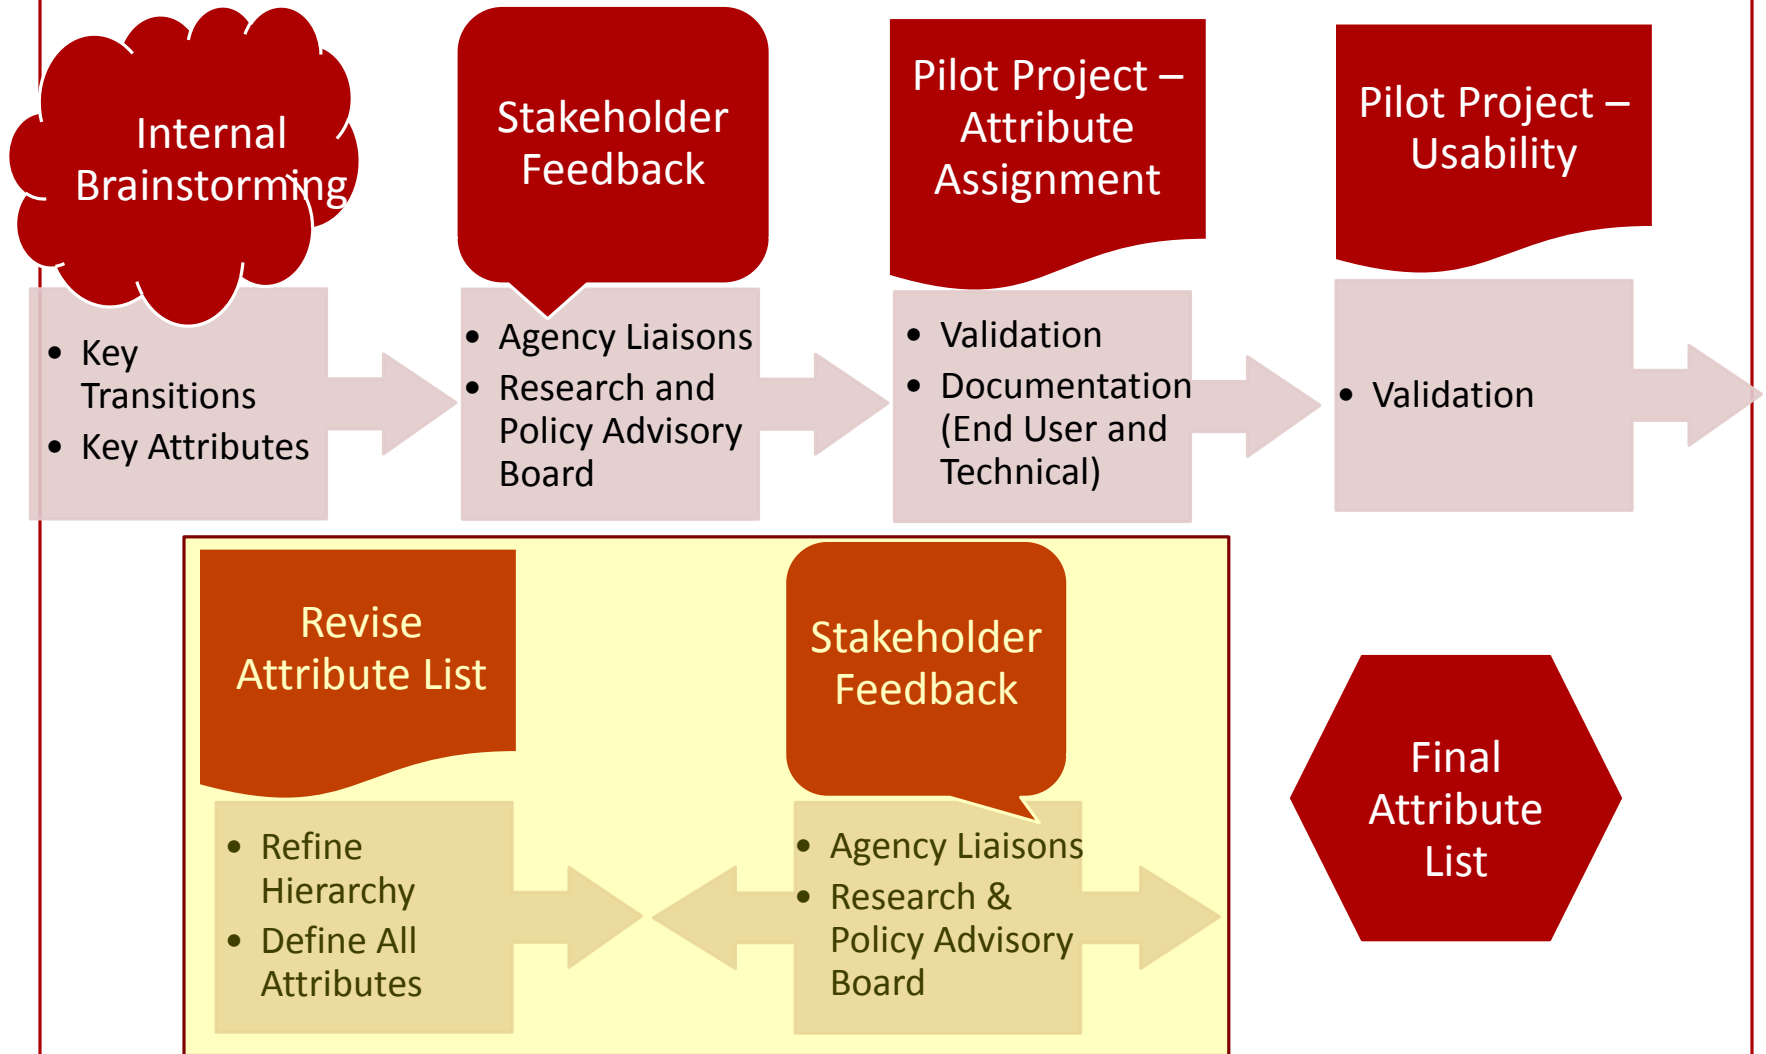 Internal
Brainstorming
• Key
Transitions
• Key Attributes
Stakeholder
Feedback
• Agency Liaisons
• Research and
Policy Advisory
Board
Pilot Project –
Attribute
Assignment
• Validation
• Documentation
(End User and
Technical)
Pilot Project –
Usability
• Validation
Revise
Attribute List
• Refine
Hierarchy
• Define All
Attributes
Stakeholder
Feedback
• Agency Liaisons
• Research &
Policy Advisory
Board
Final
Attribute
List